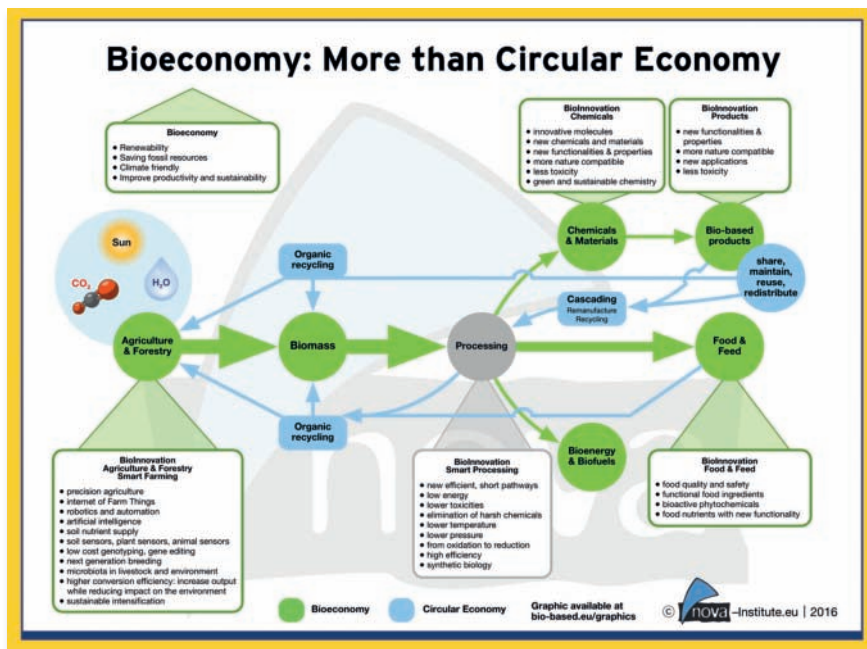 Bioeconomy: More than Circular Economy
Bioeconomy
• Renewability
• Saving fossil resources
• Climate friendly
• Improve productivity and sustainability
BioInnovation
Chemicals
• innovative molecules
• new chemicals and materials
• new functionalities & properties
• more nature compatible
• less toxicity
• green and sustainable chemistry
BioInnovation
Products
• new functionalities &
properties
• more nature compatible
• new applications
• less toxicity
Sun
CO₂
H₂O
Organic
recycling
Chemicals
& Materials
Bio-based
products
share,
maintain,
reuse,
redistribute
Cascading
Remanufacture
Recycling
Agriculture
& Forestry
Biomass
Processing
Food &
Feed
Organic
recycling
Bioenergy
& Biofuels
BioInnovation
Agriculture & Forestry
Smart Farming
• precision agriculture
• internet of Farm Things
• robotics and automation
• artificial intelligence
• soil nutrient supply
• soil sensors, plant sensors, animal sensors
• low cost genotyping, gene editing
• next generation breeding
• microbiota in livestock and environment
• higher conversion efficiency: increase output
while reducing impact on the environment
• sustainable intensification
BioInnovation
Smart Processing
• new efficient, short pathways
• low energy
• lower toxicities
• elimination of harsh chemicals
• lower temperature
• lower pressure
• from oxidation to reduction
• high efficiency
• synthetic biology
BioInnovation
Food & Feed
• food quality and safety
• functional food ingredients
• bioactive phytochemicals
• food nutrients with new functionality
nova
Bioeconomy
Circular Economy
Graphic available at
bio-based.eu/graphics
© nova-Institute.eu | 2016